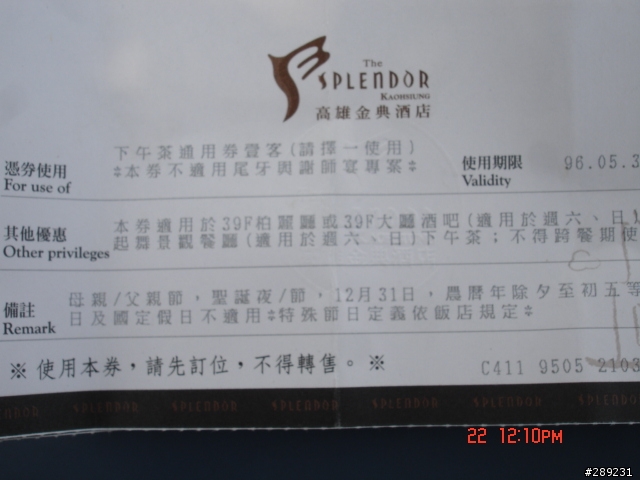 The
SPLENDOR
KAOHSIUNG
高雄金典酒店
下午茶通用券壹客(請擇一使用)
憑券使用 ‡本券不適用尾牙與謝師宴專案‡ 使用期限 96.05.3
For use of Validity
本券適用於39F柏麗廳或39F大廳酒吧(適用於週六、日)
其他優惠 起舞景觀餐廳(適用於週六、日)下午茶；不得跨餐期使
Other privileges
備註 母親/父親節，聖誕夜/節，12月31日，農曆年除夕至初五等
Remark 日及國定假日不適用‡特殊節日定義依飯店規定‡
※ 使用本券，請先訂位，不得轉售。 ※ C411 9505 2103
SPLENDOR SPLENDOR SPLENDOR SPLENDOR SPLENDOR
22 12:10PM
#289231